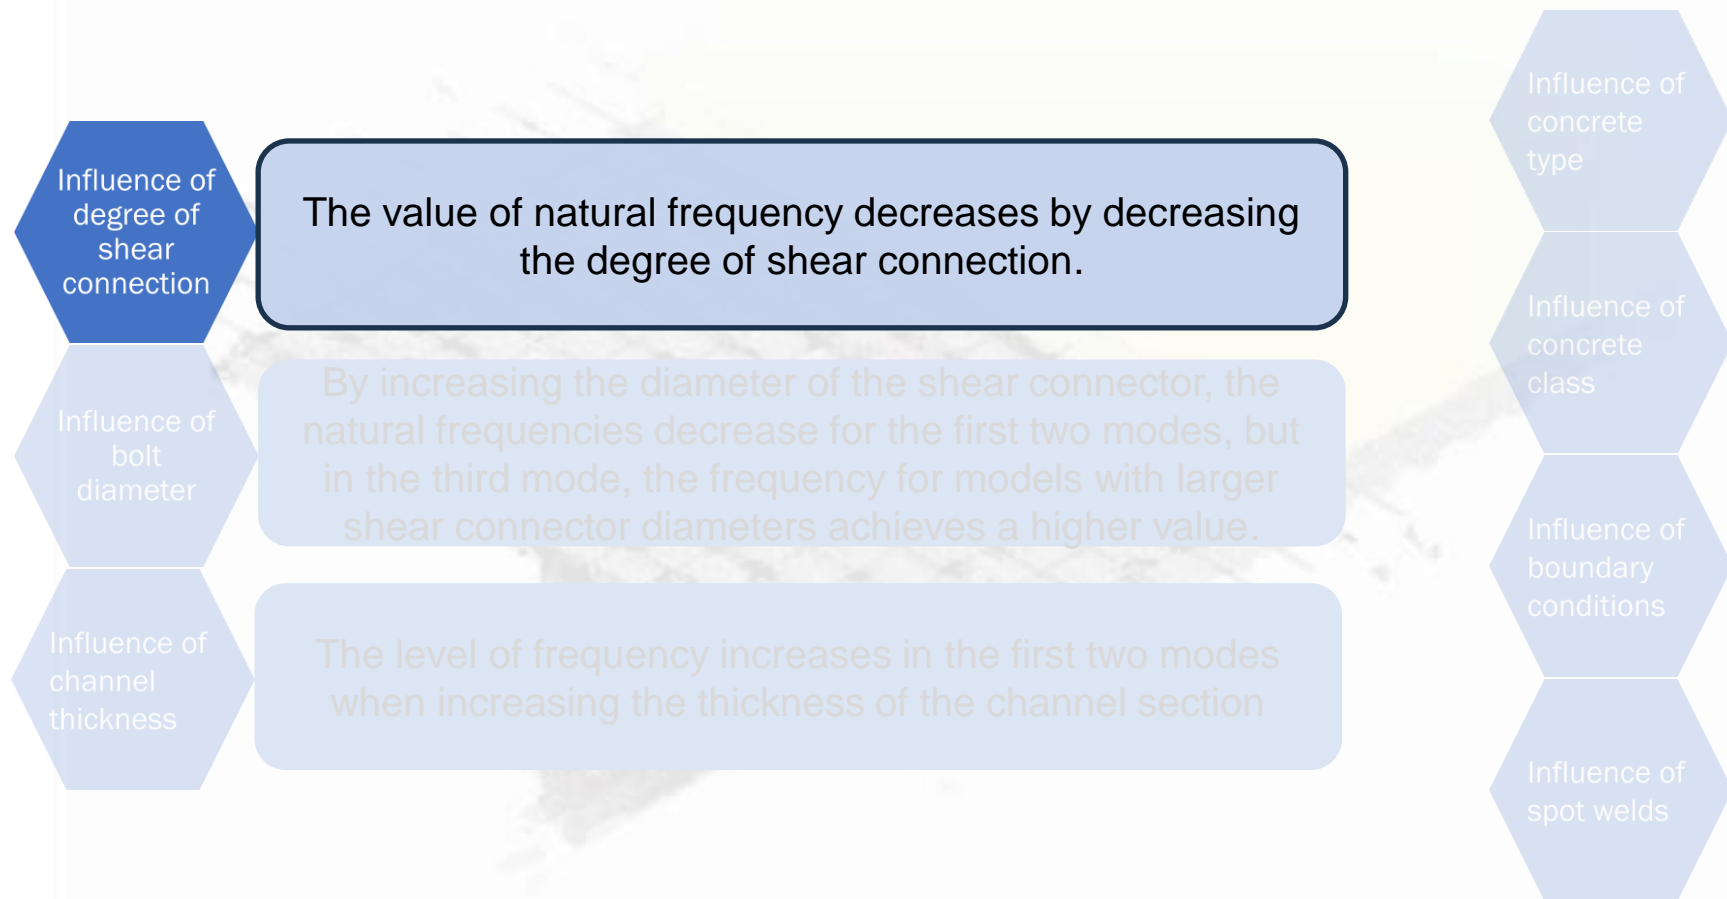 Influence of
degree of
shear
connection
The value of natural frequency decreases by decreasing
the degree of shear connection.
Influence of
bolt
diameter
By increasing the diameter of the shear connector, the
natural frequencies decrease for the first two modes, but
in the third mode, the frequency for models with larger
shear connector diameters achieves a higher value.
Influence of
channel
thickness
The level of frequency increases in the first two modes
when increasing the thickness of the channel section
Influence of
concrete
type
Influence of
concrete
class
Influence of
boundary
conditions
Influence of
spot welds